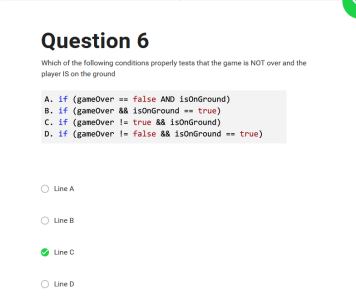 Question 6
Which of the following conditions properly tests that the game is NOT over and the
player IS on the ground
A. if (gameOver == false AND isOnGround)
B. if (gameOver && isOnGround == true)
C. if (gameOver != true && isOnGround)
D. if (gameOver != false && isOnGround == true)
Line A
Line B
Line C
Line D